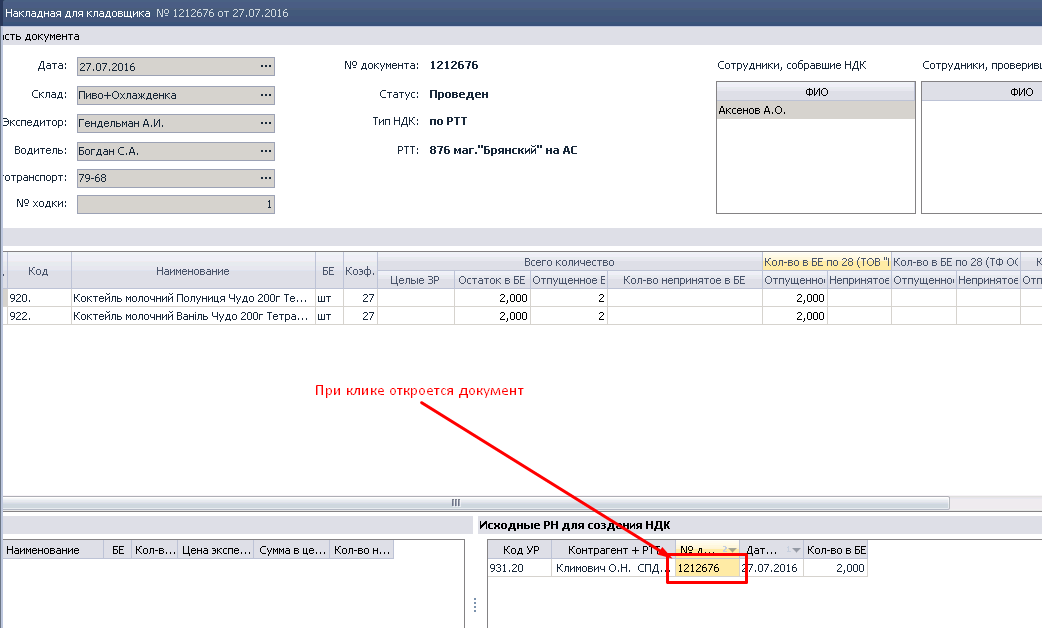 Накладная для кладовщика № 1212676 от 27.07.2016
сть документа
Дата: 27.07.2016 ... № документа: 1212676 Сотрудники, собравшие НДК Сотрудники, проверивш
Склад: Пиво+Охлажденка ... Статус: Проведен ФИО ФИО
Экспедитор: Гендельман А.И. ... Тип НДК: по РТТ Аксенов А.О.
Водитель: Богдан С.А. ... РТТ: 876 маг."Брянский" на АС
отранспорт: 79-68 ...
№ ходки: 1
Код Наименование БЕ Коэф. Всего количество Кол-во в БЕ по 28 (ТОВ "І Кол-во в БЕ по 28 (ТФ ОС К
Целые ЗР Остаток в БЕ Отпущенное Е Кол-во непринятое в БЕ Отпущенно Непринятое Отпущенно Непринятое Отпу
920. Коктейль молочний Полуниця Чудо 200г Те... шт 27 2,000 2 2,000
922. Коктейль молочний Ваніль Чудо 200г Тетра... шт 27 2,000 2 2,000
При клике откроется документ
Исходные РН для создания НДК
Наименование БЕ Кол-в... Цена экспе... Сумма в це... Кол-во н... Код УР Контрагент + РТТ № д... 2 Дат... 1 Кол-во в БЕ
931.20 Климович О.Н. СПД... 1212676 27.07.2016 2,000